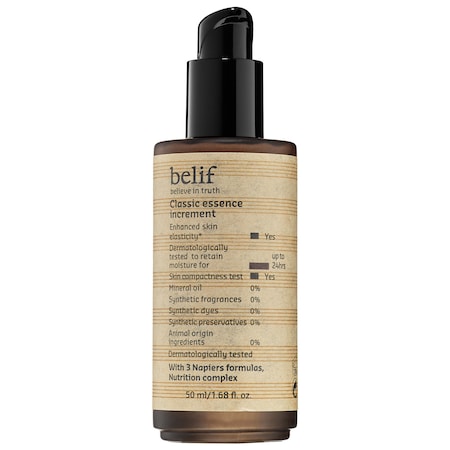 belif
believe in truth
Classic essence
increment
Enhanced skin
elasticity* Yes
Dermatologically
tested to retain up to
moisture for 24hrs
Skin compactness test Yes
Mineral oil 0%
Synthetic fragrances 0%
Synthetic dyes 0%
Synthetic preservatives 0%
Animal origin
ingredients 0%
Dermatologically tested
With 3 Napiers formulas,
Nutrition complex
50 ml/1.68 fl. oz.